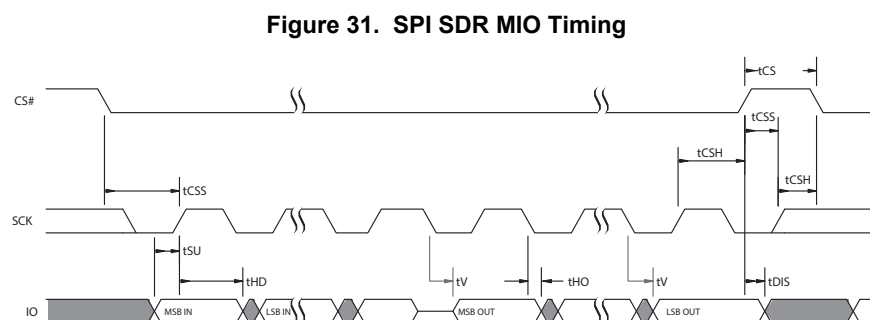 Figure 31. SPI SDR MIO Timing
tCS
CS#
tCSS
tCSH
tCSS
tCSH
SCK
tSU
tHD
tV
tHO
tV
tDIS
IO
MSB IN
LSB IN
MSB OUT
LSB OUT